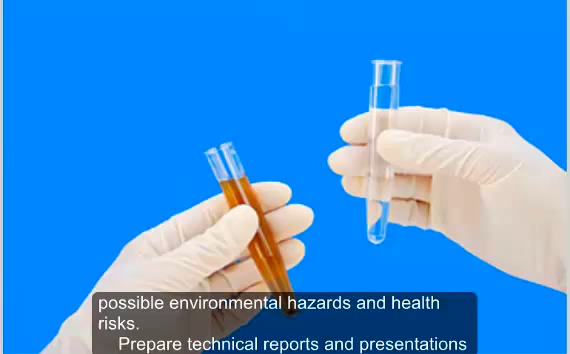 possible environmental hazards and health
risks.
Prepare technical reports and presentations